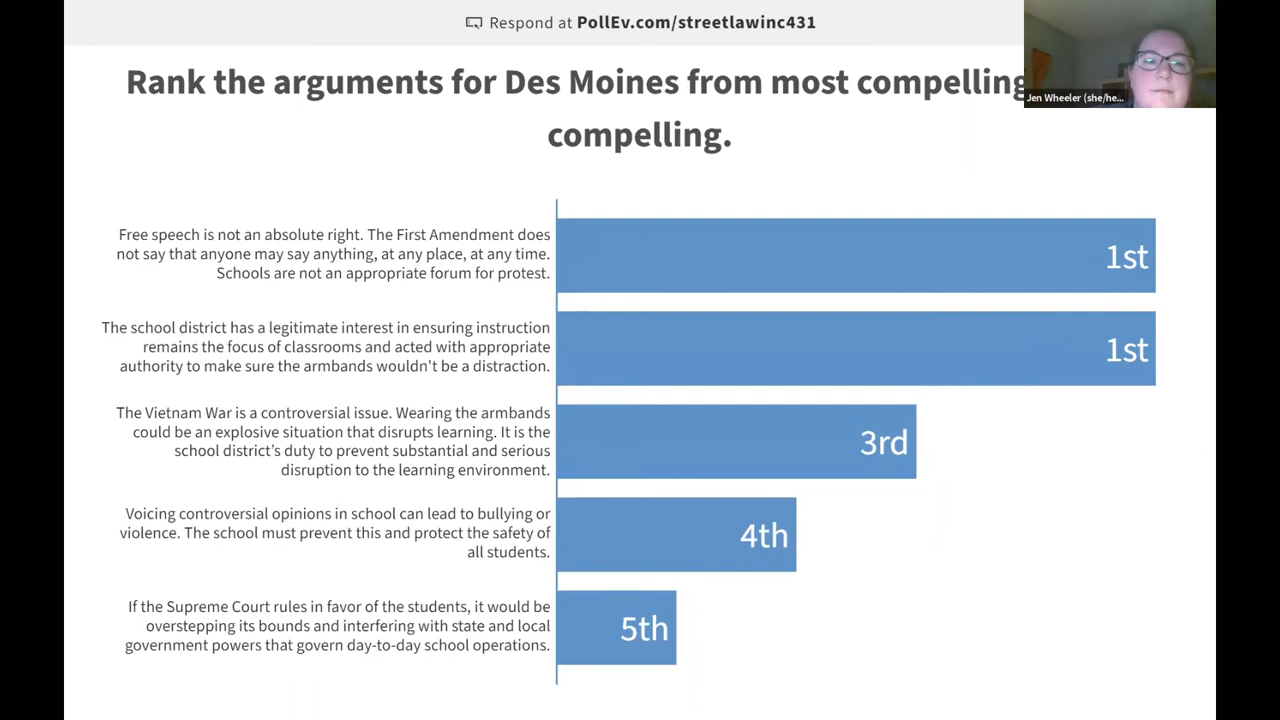 Respond at PollEv.com/streetlawinc431
Rank the arguments for Des Moines from most compelling
compelling.
Jen Wheeler (she/he...
Free speech is not an absolute right. The First Amendment does
not say that anyone may say anything, at any place, at any time.
Schools are not an appropriate forum for protest.
1st
The school district has a legitimate interest in ensuring instruction
remains the focus of classrooms and acted with appropriate
authority to make sure the armbands wouldn't be a distraction.
1st
The Vietnam War is a controversial issue. Wearing the armbands
could be an explosive situation that disrupts learning. It is the
school district’s duty to prevent substantial and serious
disruption to the learning environment.
3rd
Voicing controversial opinions in school can lead to bullying or
violence. The school must prevent this and protect the safety of
all students.
4th
If the Supreme Court rules in favor of the students, it would be
overstepping its bounds and interfering with state and local
government powers that govern day-to-day school operations.
5th